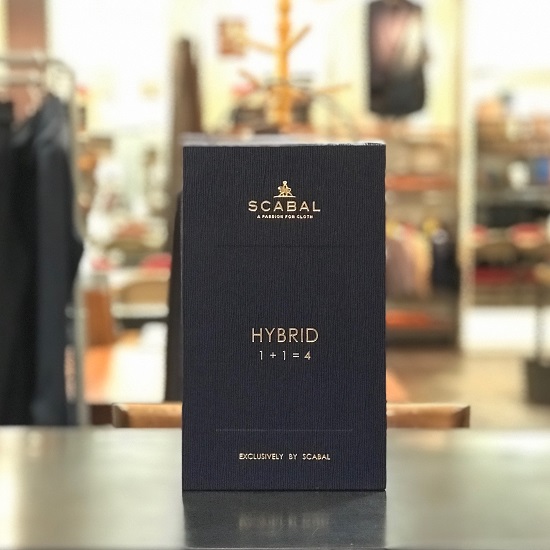 SCABAL
A PASSION FOR CLOTH
HYBRID
1 + 1 = 4
EXCLUSIVELY BY SCABAL